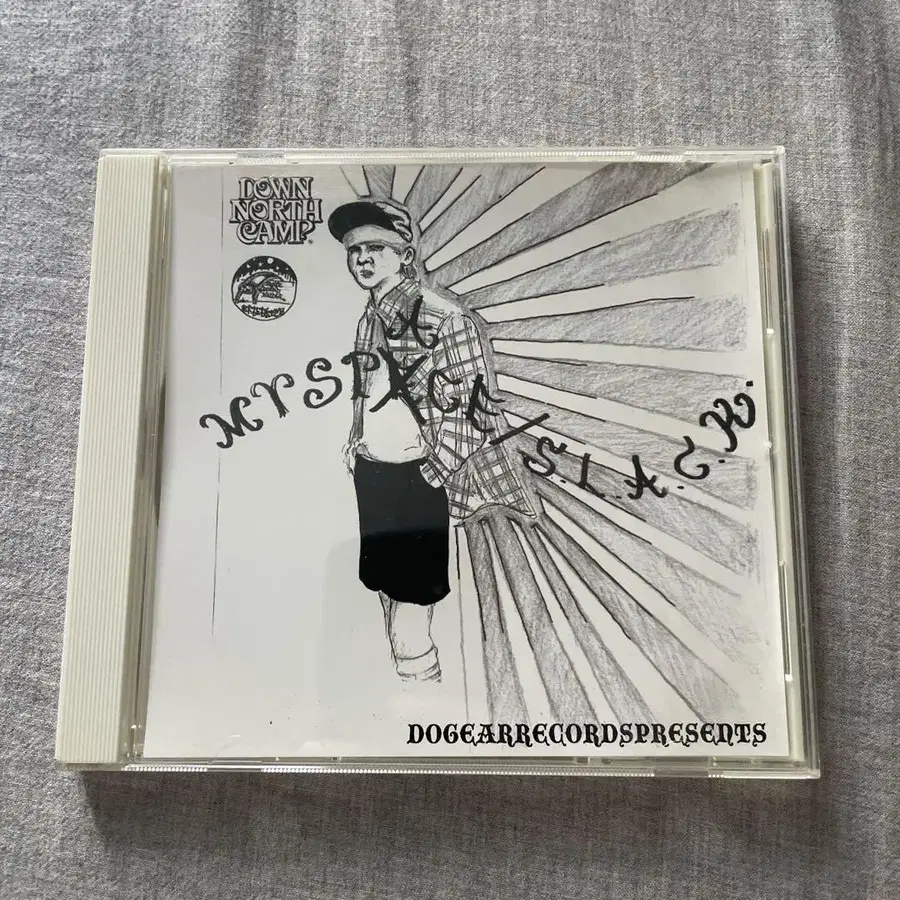 DOWN
NORTH
CAMP
MYSPACE/S.L.A.C.K.
DOGEARRECORDSPRESENTS